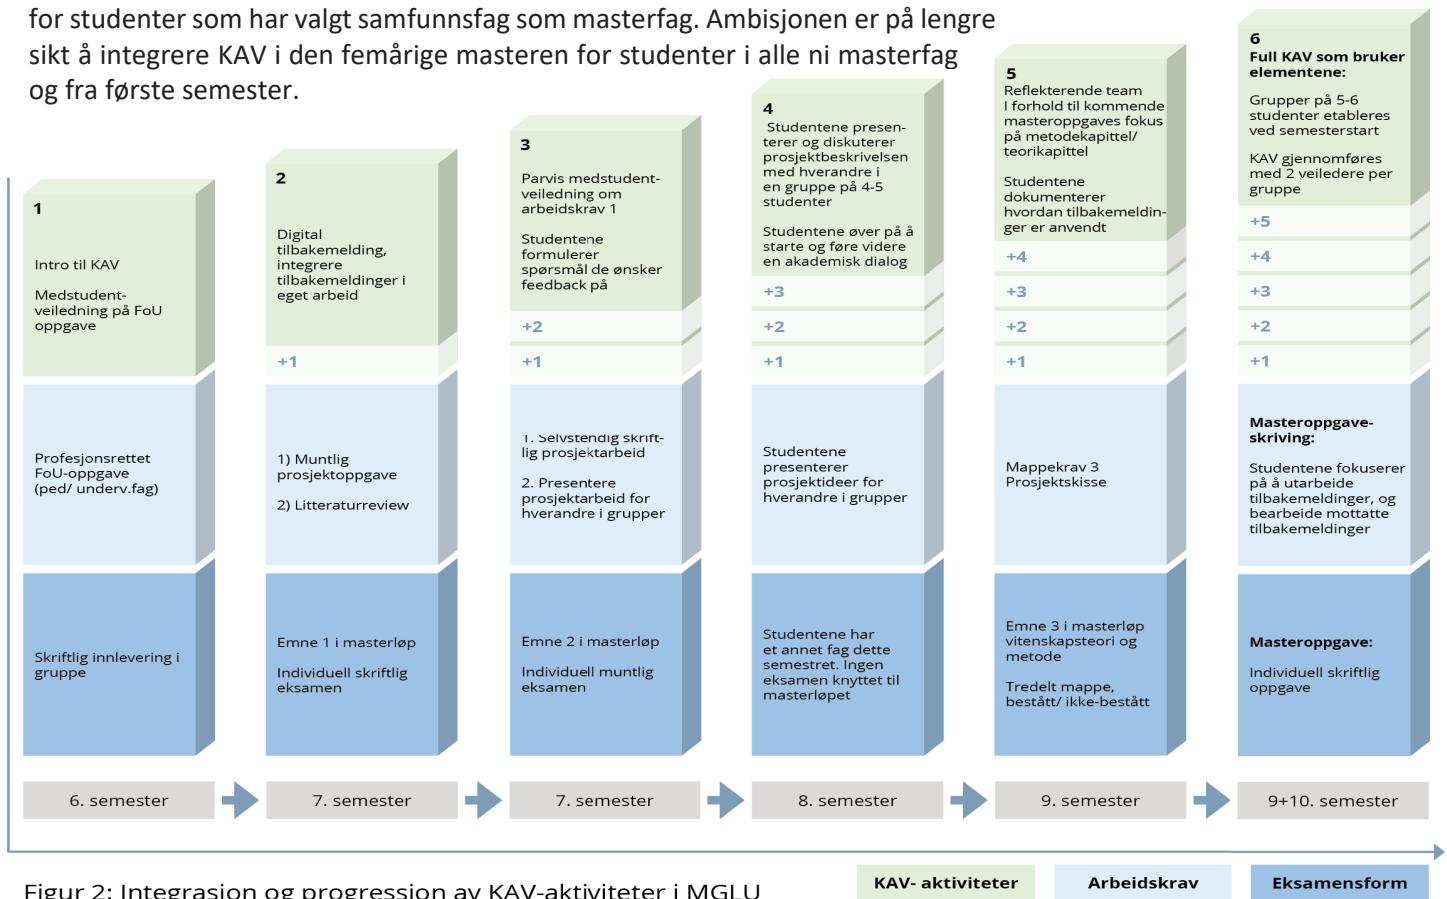 for studenter som har valgt samfunnsfag som masterfag. Ambisjonen er på lengre
sikt å integrere KAV i den femårige masteren for studenter i alle ni masterfag
og fra første semester.
1
Intro til KAV
Medstudent-
veiledning på FoU
oppgave
Profesjonsrettet
FoU-oppgave
(ped/ underv.fag)
Skriftlig innlevering i
gruppe
6. semester
2
Digital
tilbakemelding,
integrere
tilbakemeldinger i
eget arbeid
+1
1) Muntlig
prosjektoppgave
2) Litteraturreview
Emne 1 i masterløp
Individuell skriftlig
eksamen
7. semester
3
Parvis medstudent-
veiledning om
arbeidskrav 1
Studentene
formulerer
spørsmål de ønsker
feedback på
+2
+1
1. Selvstendig skrift-
lig prosjektarbeid
2. Presentere
prosjektarbeid for
hverandre i grupper
Emne 2 i masterløp
Individuell muntlig
eksamen
7. semester
4
Studentene presen-
terer og diskuterer
prosjektbeskrivelsen
med hverandre i
en gruppe på 4-5
studenter
Studentene øver på å
starte og føre videre
en akademisk dialog
+3
+2
+1
Studentene
presenterer
prosjektideer for
hverandre i grupper
Studentene har
et annet fag dette
semestret. Ingen
eksamen knyttet til
masterløpet
8. semester
5
Reflekterende team
I forhold til kommende
masteroppgaves fokus
på metodekapittel/
teorikapittel
Studentene
dokumenterer
hvordan tilbakemeldin-
ger er anvendt
+4
+3
+2
+1
Mappekrav 3
Prosjektskisse
Emne 3 i masterløp
vitenskapsteori og
metode
Tredelt mappe,
bestått/ ikke-bestått
9. semester
6
Full KAV som bruker
elementene:
Grupper på 5-6
studenter etableres
ved semesterstart
KAV gjennomføres
med 2 veiledere per
gruppe
+5
+4
+3
+2
+1
Masteroppgave-
skriving:
Studentene fokuserer
på å utarbeide
tilbakemeldinger, og
bearbeide mottatte
tilbakemeldinger
Masteroppgave:
Individuell skriftlig
oppgave
9+10. semester
KAV- aktiviteter
Arbeidskrav
Eksamensform
Figur 2: Integrasjon og progresjon av KAV-aktiviteter i MGLU